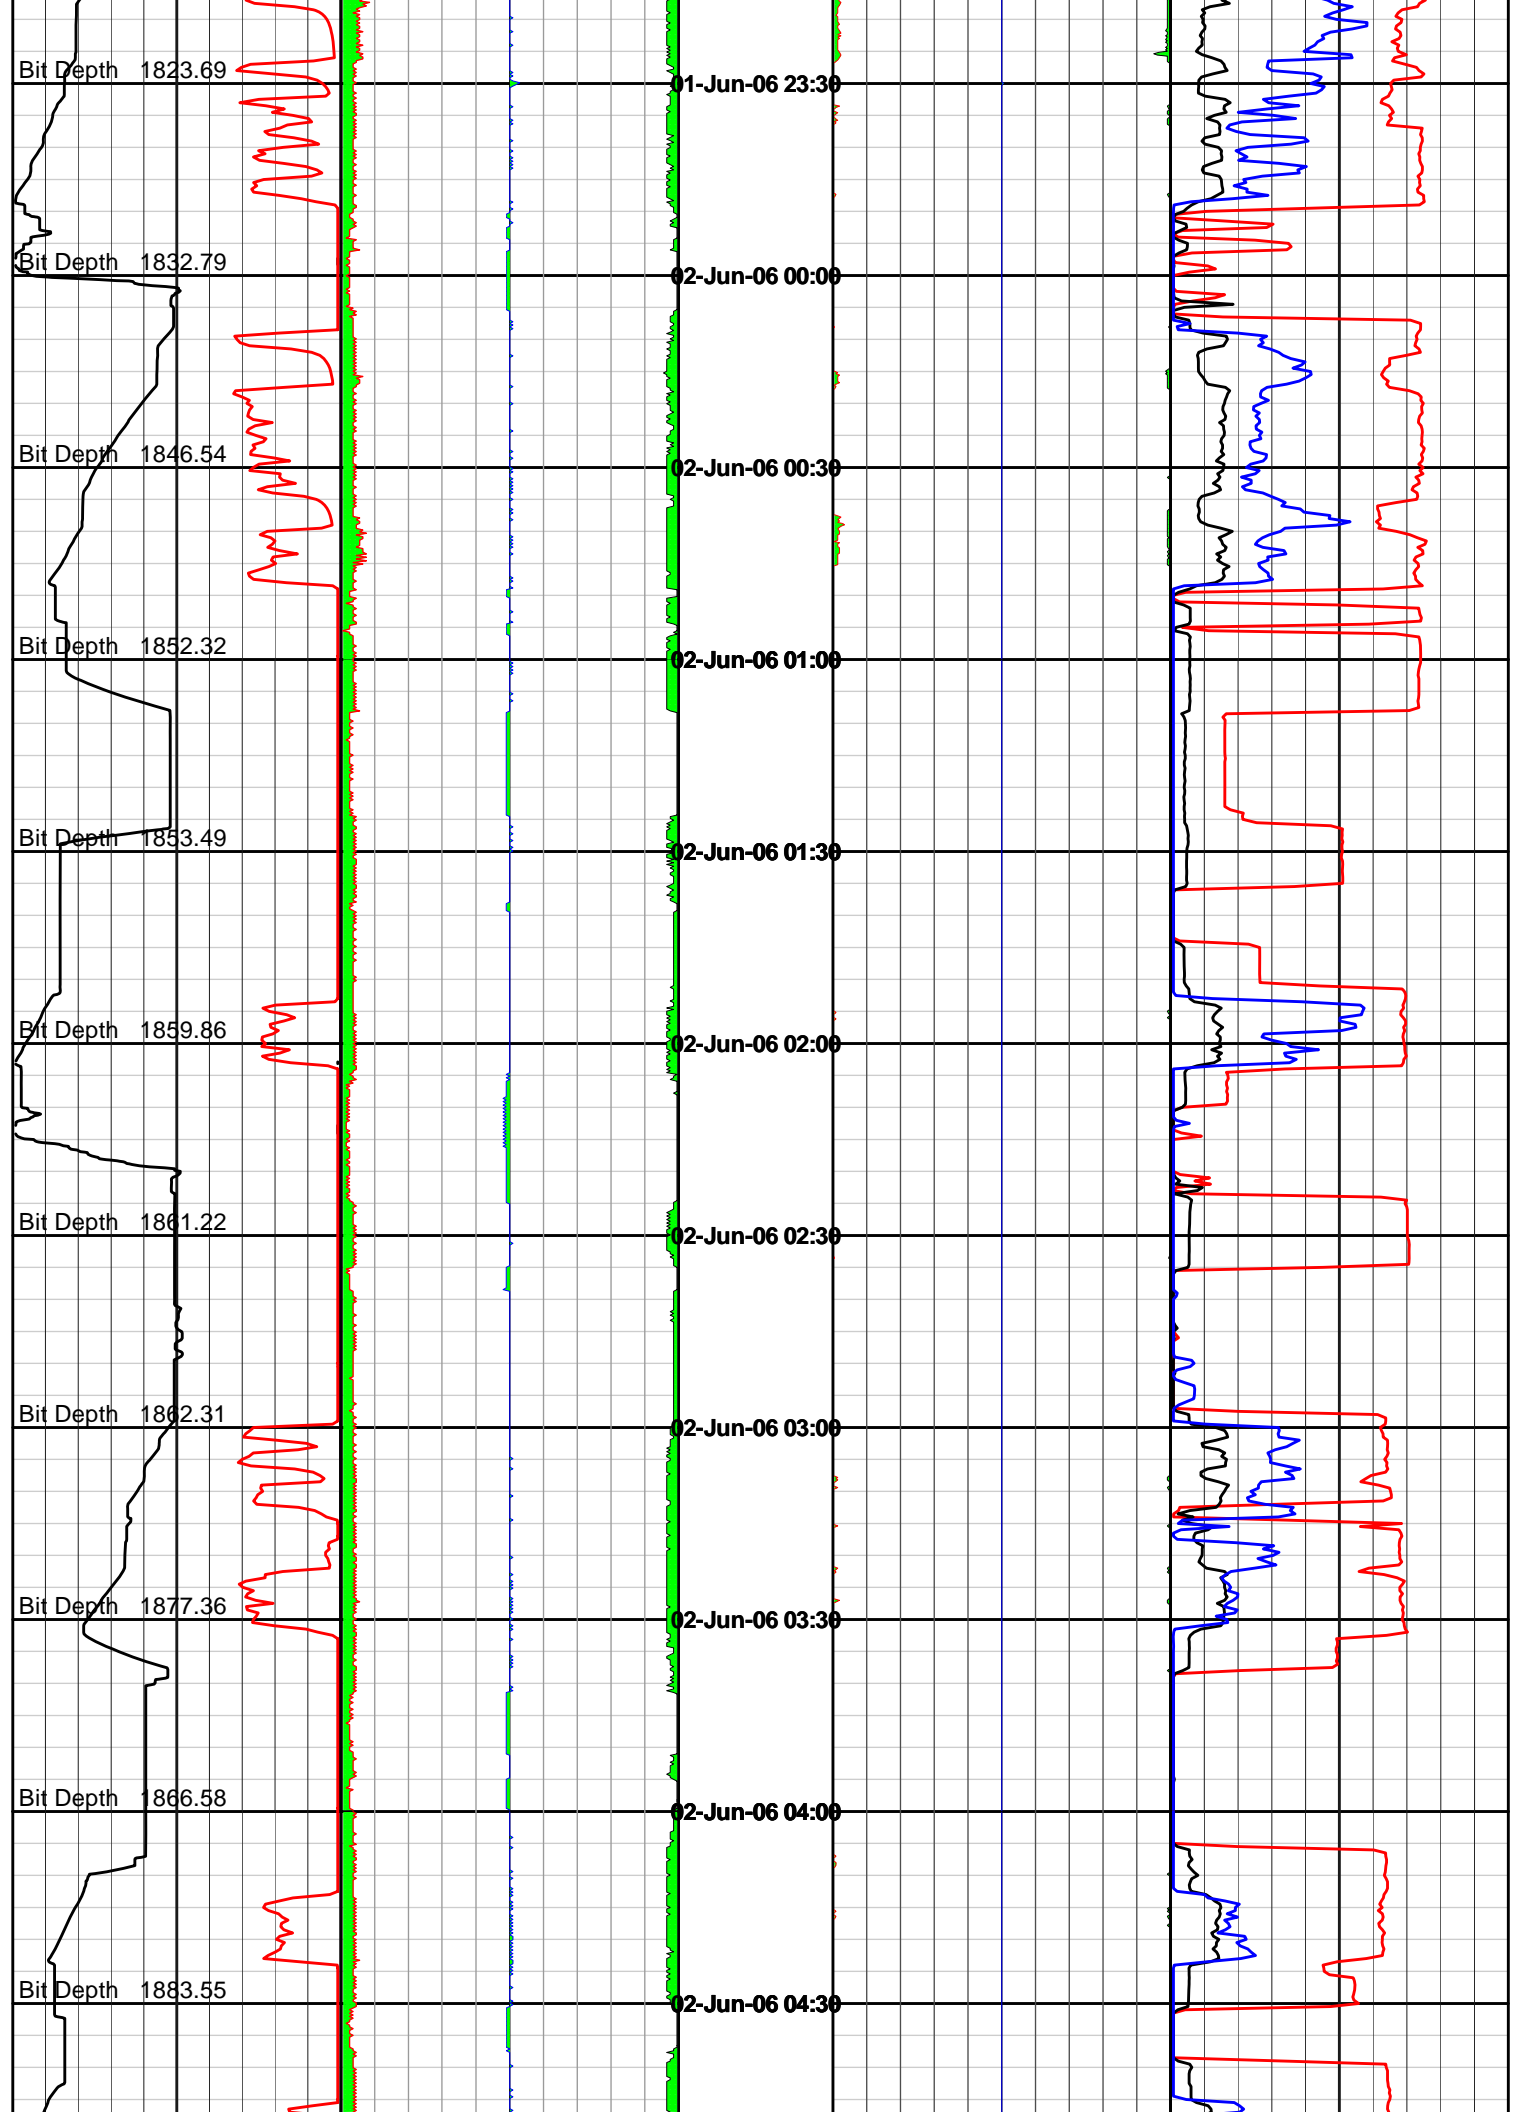 Bit Depth 1823.69
01-Jun-06 23:30
Bit Depth 1832.79
02-Jun-06 00:00
Bit Depth 1846.54
02-Jun-06 00:30
Bit Depth 1852.32
02-Jun-06 01:00
Bit Depth 1853.49
02-Jun-06 01:30
Bit Depth 1859.86
02-Jun-06 02:00
Bit Depth 1861.22
02-Jun-06 02:30
Bit Depth 1862.31
02-Jun-06 03:00
Bit Depth 1877.36
02-Jun-06 03:30
Bit Depth 1866.58
02-Jun-06 04:00
Bit Depth 1883.55
02-Jun-06 04:30